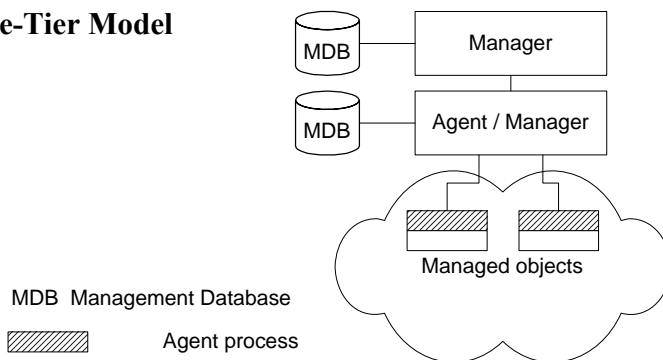 e-Tier Model
MDB
Manager
MDB
Agent / Manager
Managed objects
MDB Management Database
Agent process